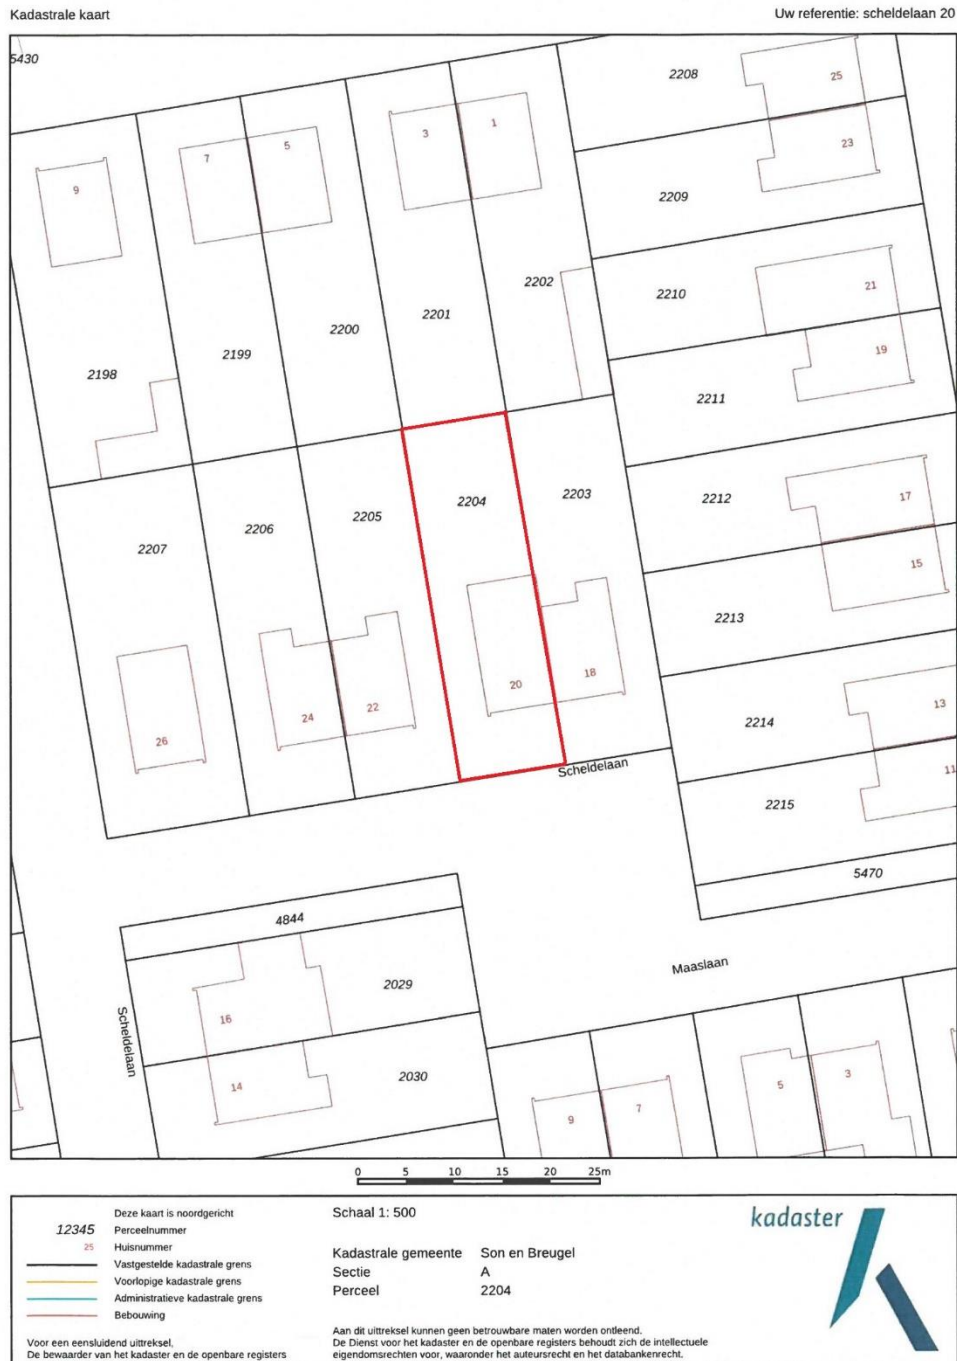 Kadastrale kaart
Uw referentie: scheldelaan 20
5430
2208
25
23
1
3
5
7
9
2209
2202
2210
21
2201
2200
19
2199
2198
2211
2204
2203
2212
17
2205
2206
2207
15
2213
18
20
13
22
24
2214
26
Scheldelaan
11
2215
5470
4844
Maaslaan
2029
16
Scheldelaan
2030
14
5
3
9
7
0 5 10 15 20 25m
Deze kaart is noordgericht
12345 Perceelnummer
25 Huisnummer
Vastgestelde kadastrale grens
Voorlopige kadastrale grens
Administratieve kadastrale grens
Bebouwing
Voor een eensluidend uittreksel,
De bewaarder van het kadaster en de openbare registers
Schaal 1: 500
Kadastrale gemeente Son en Breugel
Sectie A
Perceel 2204
Aan dit uittreksel kunnen geen betrouwbare maten worden ontleend.
De Dienst voor het kadaster en de openbare registers behoudt zich de intellectuele
eigendomsrechten voor, waaronder het auteursrecht en het databankenrecht.
kadaster